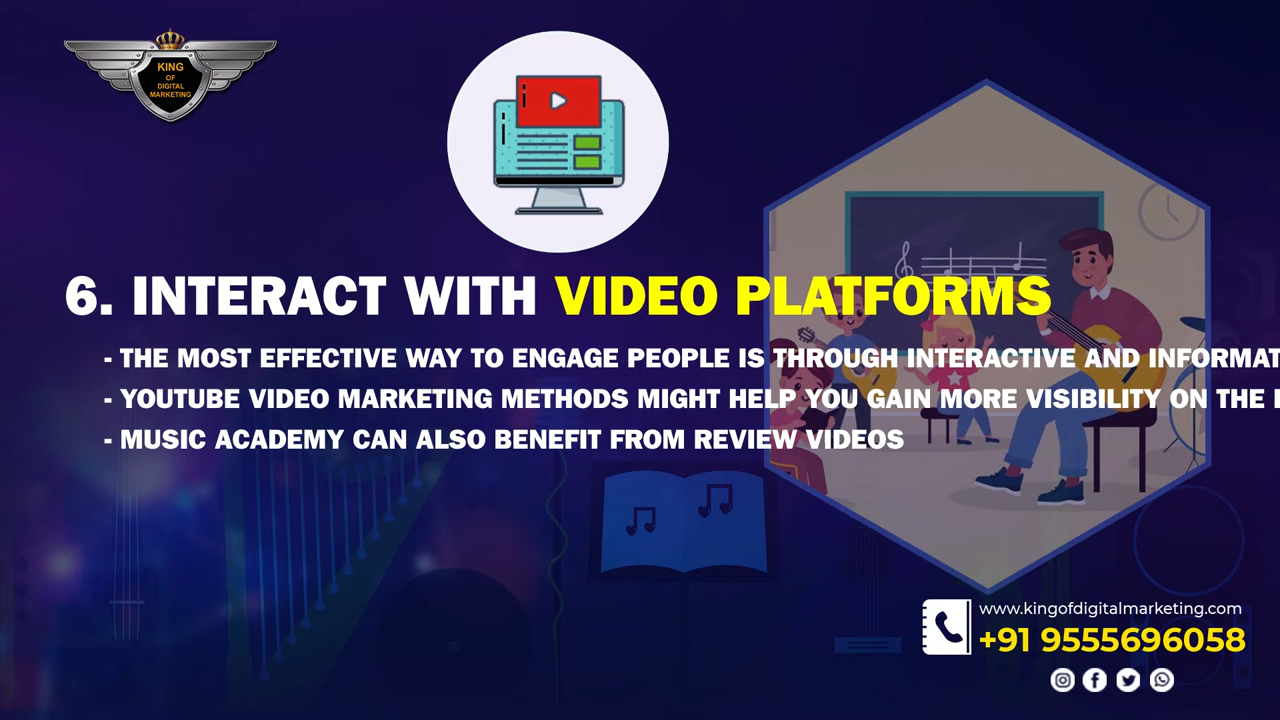 KING
OF
DIGITAL
MARKETING
6. INTERACT WITH VIDEO PLATFORMS
- THE MOST EFFECTIVE WAY TO ENGAGE PEOPLE IS THROUGH INTERACTIVE AND INFORMAT
- YOUTUBE VIDEO MARKETING METHODS MIGHT HELP YOU GAIN MORE VISIBILITY ON THE
- MUSIC ACADEMY CAN ALSO BENEFIT FROM REVIEW VIDEOS
www.kingofdigitalmarketing.com
+91 9555696058